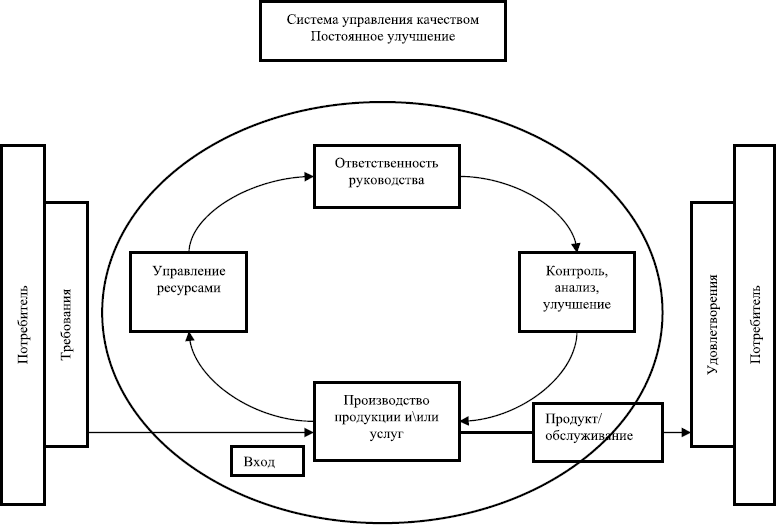 Система управления качеством
Постоянное улучшение
Ответственность
руководства
Управление
ресурсами
Контроль,
анализ,
улучшение
Потребитель
Требования
Удовлетворения
Потребитель
Производство
продукции и\или
услуг
Продукт/
обслуживание
Вход